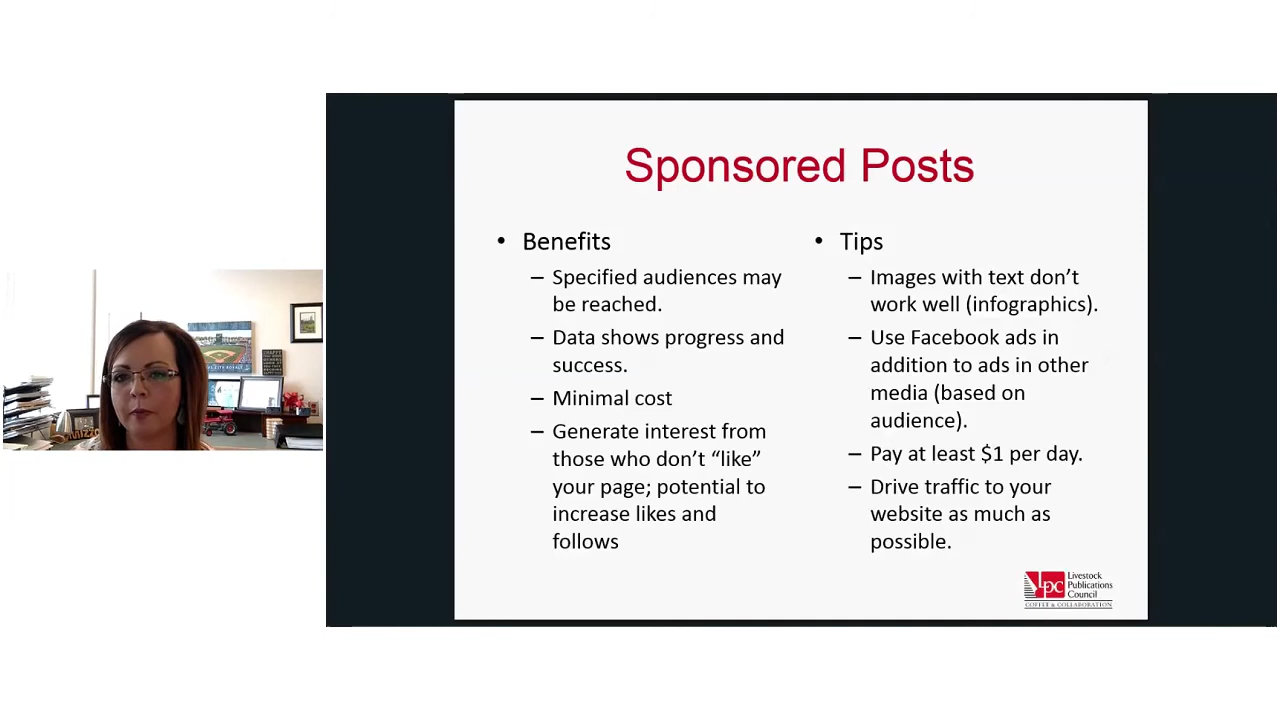 Sponsored Posts
• Benefits
– Specified audiences may
be reached.
– Data shows progress and
success.
– Minimal cost
– Generate interest from
those who don’t “like”
your page; potential to
increase likes and
follows
• Tips
– Images with text don’t
work well (infographics).
– Use Facebook ads in
addition to ads in other
media (based on
audience).
– Pay at least $1 per day.
– Drive traffic to your
website as much as
possible.
LPC
Livestock
Publications
Council
COFFEE & COLLABORATION
MIZZOU